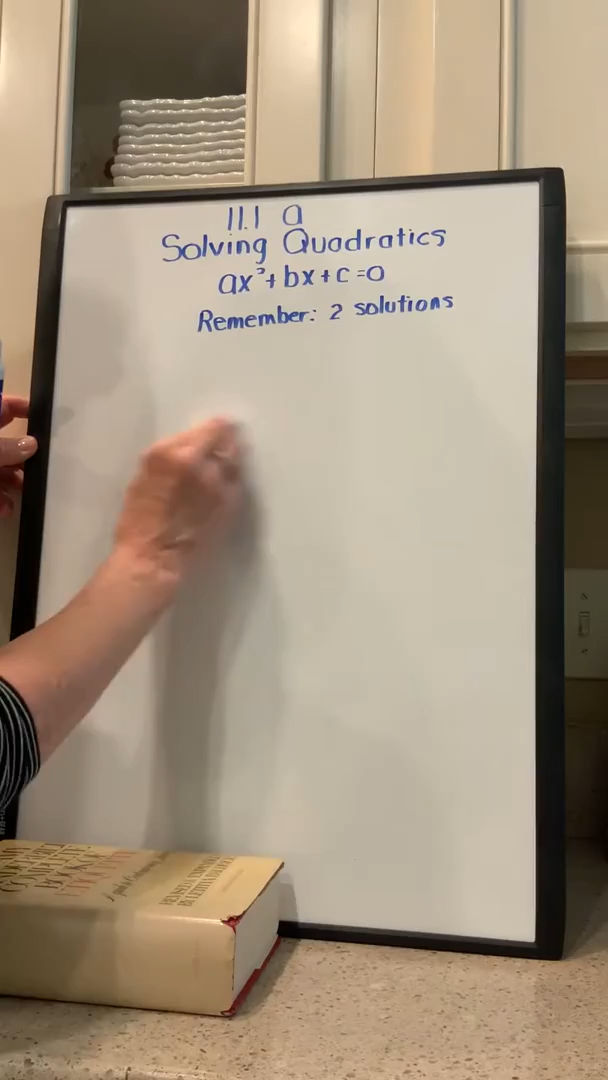 11.1 a
Solving Quadratics
ax²+bx+c=0
Remember: 2 solutions